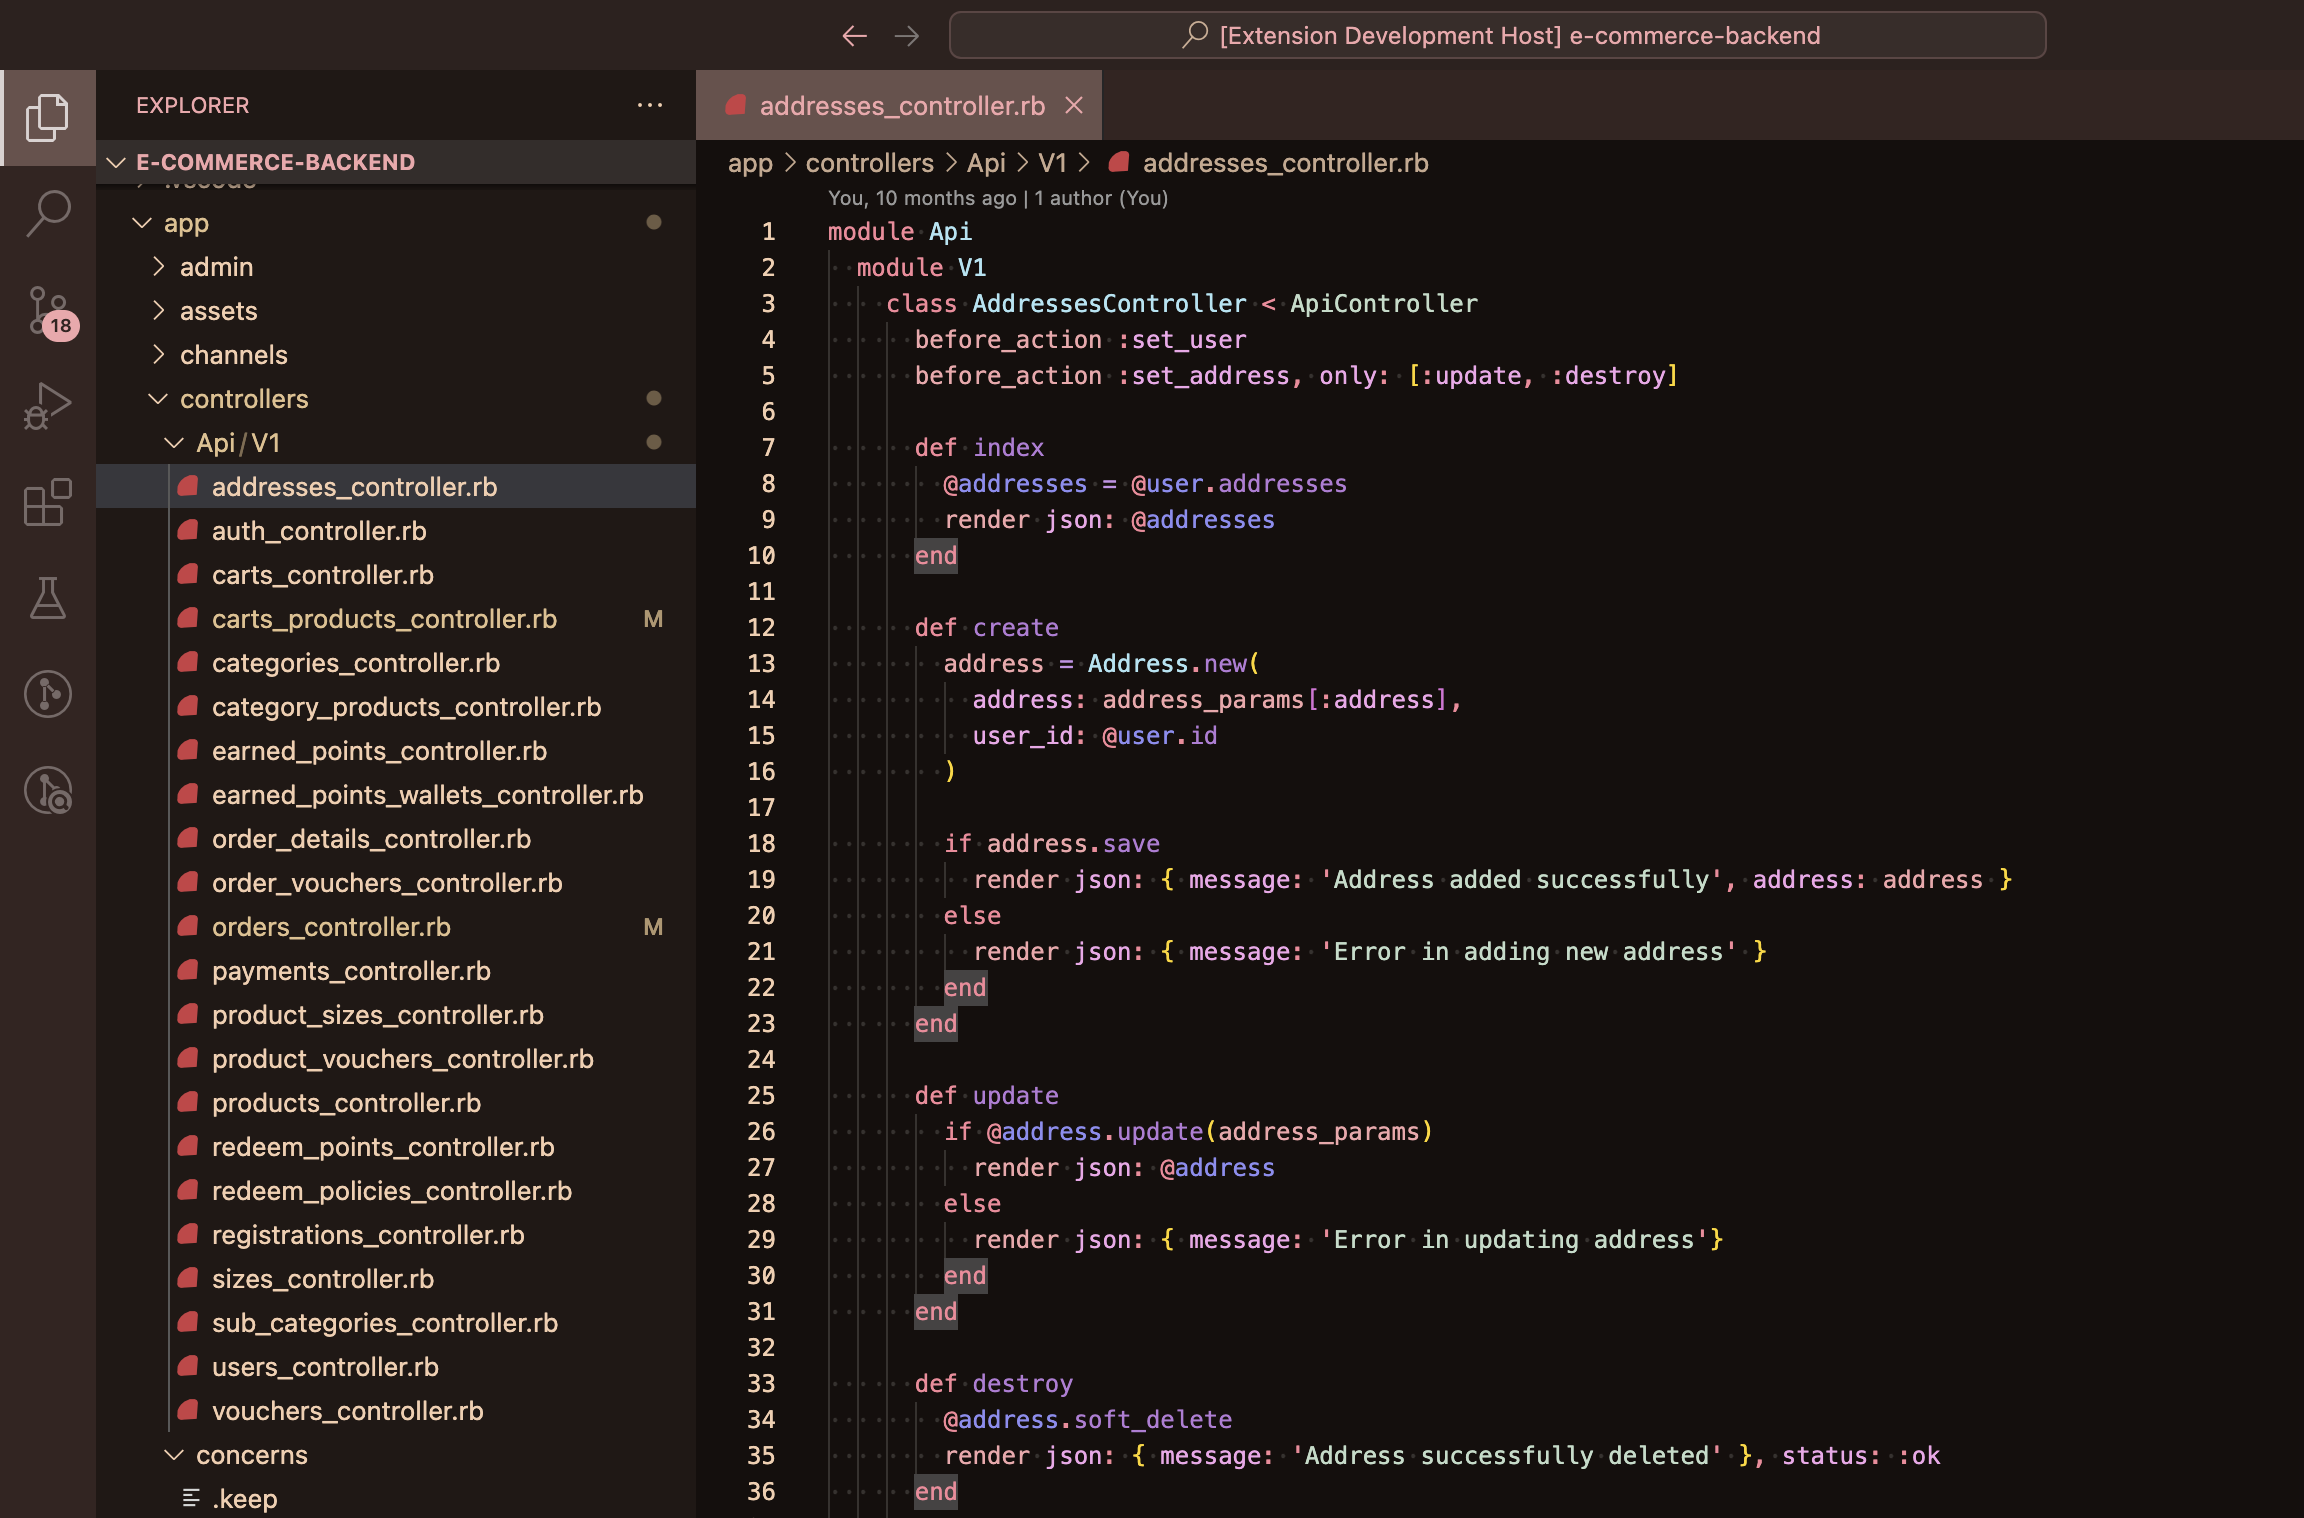 [Extension Development Host] e-commerce-backend
EXPLORER
E-COMMERCE-BACKEND
.vscode
app
admin
assets
channels
controllers
Api/V1
addresses_controller.rb
auth_controller.rb
carts_controller.rb
carts_products_controller.rb M
categories_controller.rb
category_products_controller.rb
earned_points_controller.rb
earned_points_wallets_controller.rb
order_details_controller.rb
order_vouchers_controller.rb
orders_controller.rb M
payments_controller.rb
product_sizes_controller.rb
product_vouchers_controller.rb
products_controller.rb
redeem_points_controller.rb
redeem_policies_controller.rb
registrations_controller.rb
sizes_controller.rb
sub_categories_controller.rb
users_controller.rb
vouchers_controller.rb
concerns
.keep
18
addresses_controller.rb
app > controllers > Api > V1 > addresses_controller.rb
You, 10 months ago | 1 author (You)
1 module Api
2 module V1
3 class AddressesController < ApiController
4 before_action :set_user
5 before_action :set_address, only: [:update, :destroy]
6
7 def index
8 @addresses = @user.addresses
9 render json: @addresses
10 end
11
12 def create
13 address = Address.new(
14 address: address_params[:address],
15 user_id: @user.id
16 )
17
18 if address.save
19 render json: { message: 'Address added successfully', address: address }
20 else
21 render json: { message: 'Error in adding new address' }
22 end
23 end
24
25 def update
26 if @address.update(address_params)
27 render json: @address
28 else
29 render json: { message: 'Error in updating address'}
30 end
31 end
32
33 def destroy
34 @address.soft_delete
35 render json: { message: 'Address successfully deleted' }, status: :ok
36 end